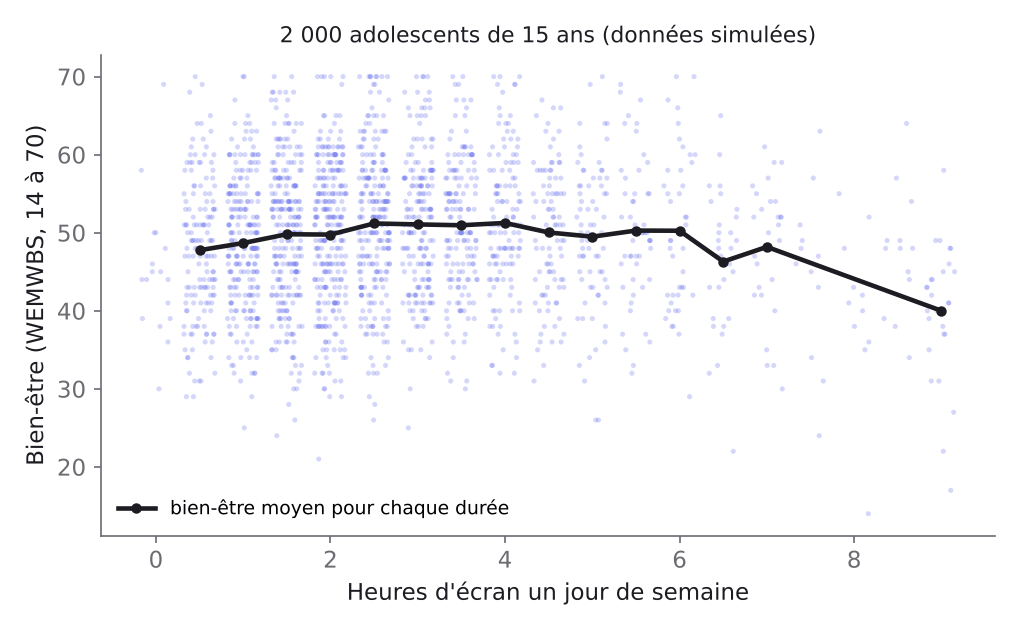 2 000 adolescents de 15 ans (données simulées)
Bien-être (WEMWBS, 14 à 70)
70
60
50
40
30
20
bien-être moyen pour chaque durée
0 2 4 6 8
Heures d'écran un jour de semaine